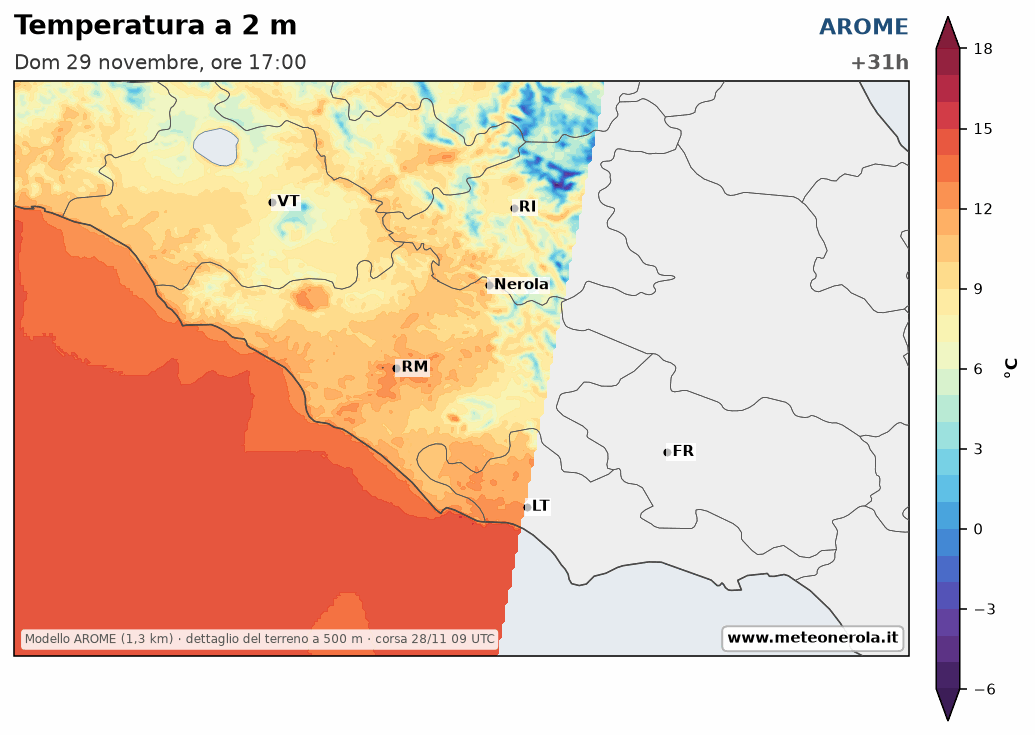 Temperatura a 2 m
AROME
Dom 29 novembre, ore 17:00
+31h
18
15
12
9
6
3
0
−3
−6
°C
VT
RI
Nerola
RM
FR
LT
Modello AROME (1,3 km) · dettaglio del terreno a 500 m · corsa 28/11 09 UTC
www.meteonerola.it